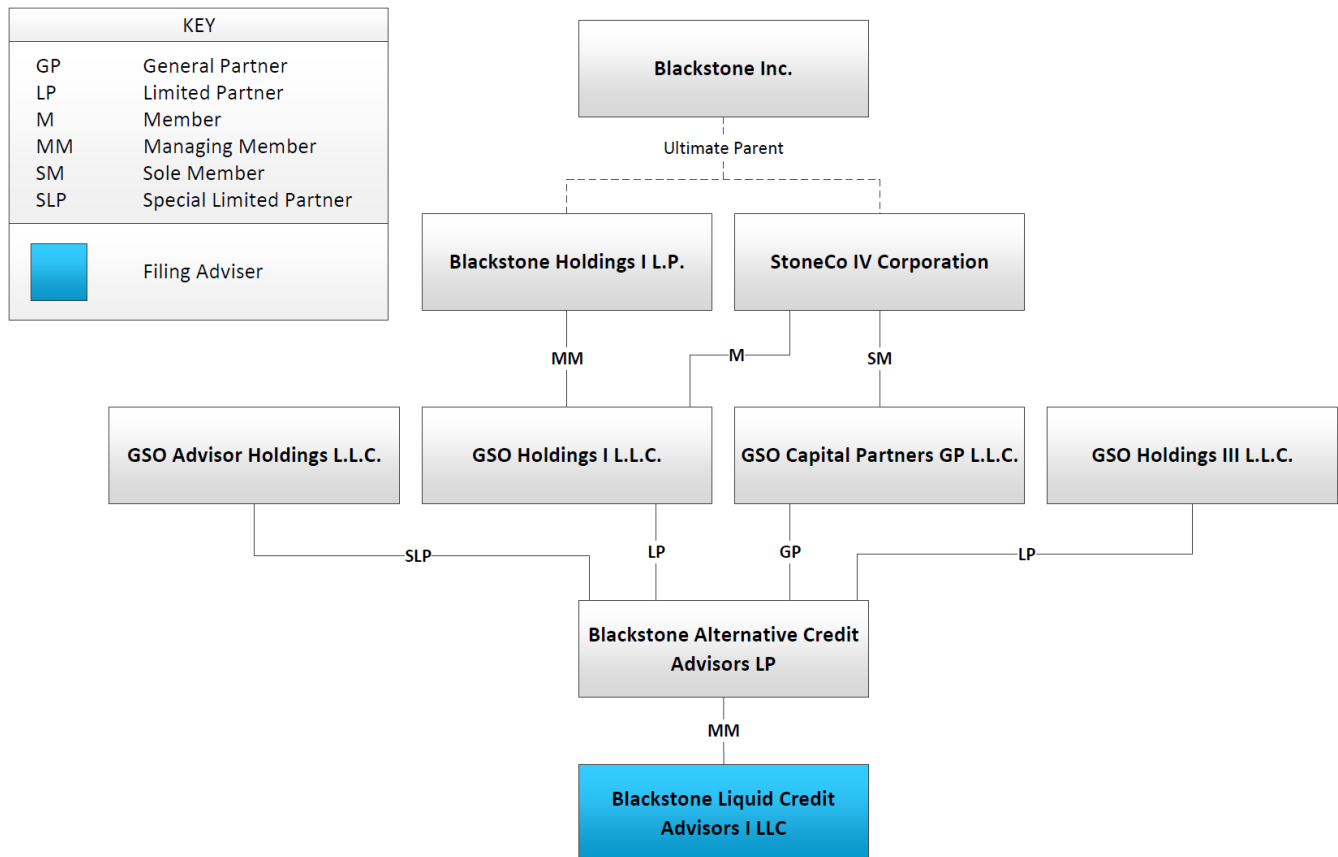 KEY
GP General Partner
LP Limited Partner
M Member
MM Managing Member
SM Sole Member
SLP Special Limited Partner
Filing Adviser
Blackstone Inc.
Ultimate Parent
Blackstone Holdings I L.P.
StoneCo IV Corporation
MM
M
SM
GSO Advisor Holdings L.L.C.
GSO Holdings I L.L.C.
GSO Capital Partners GP L.L.C.
GSO Holdings III L.L.C.
SLP
LP
GP
LP
Blackstone Alternative Credit
Advisors LP
MM
Blackstone Liquid Credit
Advisors I LLC